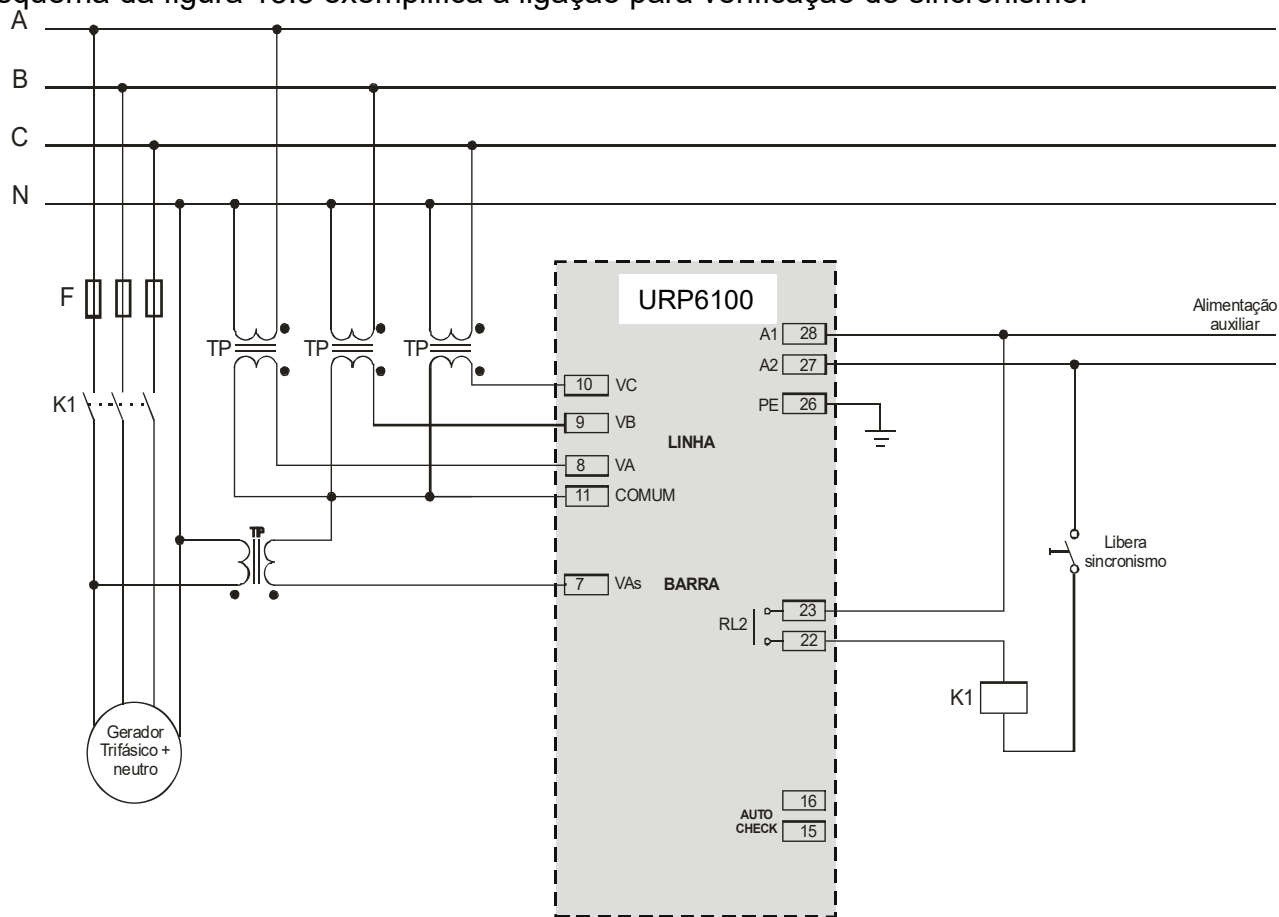 squema da figura 10.5 exemplifica a ligação para verificação de sincronismo.
A
B
C
N
F
URP6100
Alimentação
auxiliar
TP
TP
TP
A1 28
A2 27
PE 26
K1
10 VC
9 VB
LINHA
8 VA
11 COMUM
TP
Libera
sincronismo
7 VAs BARRA
23
RL2
22
K1
Gerador
Trifásico +
neutro
16
AUTO
CHECK
15